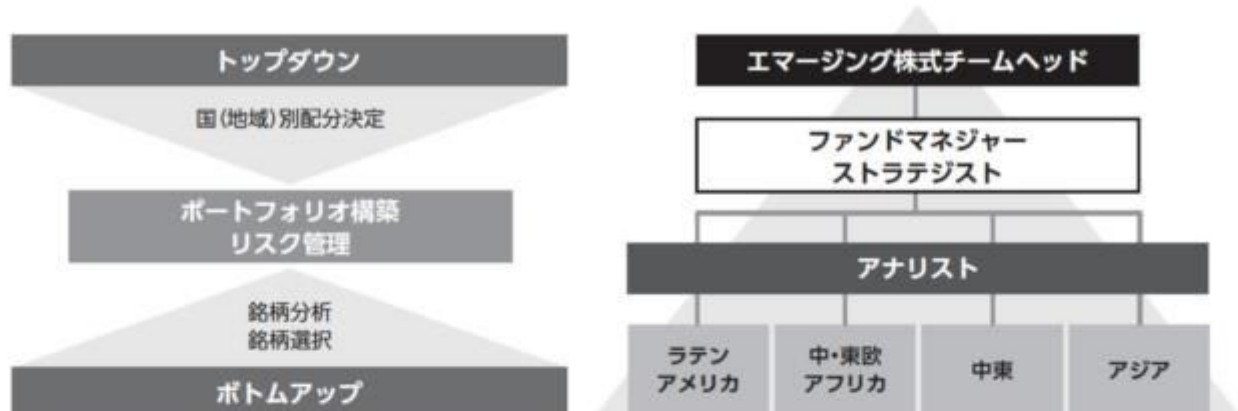 トップダウン
国(地域)別配分決定
ポートフォリオ構築
リスク管理
銘柄分析
銘柄選択
ボトムアップ
エマージング株式チームヘッド
ファンドマネジャー
ストラテジスト
アナリスト
ラテン
アメリカ
中・東欧
アフリカ
中東
アジア